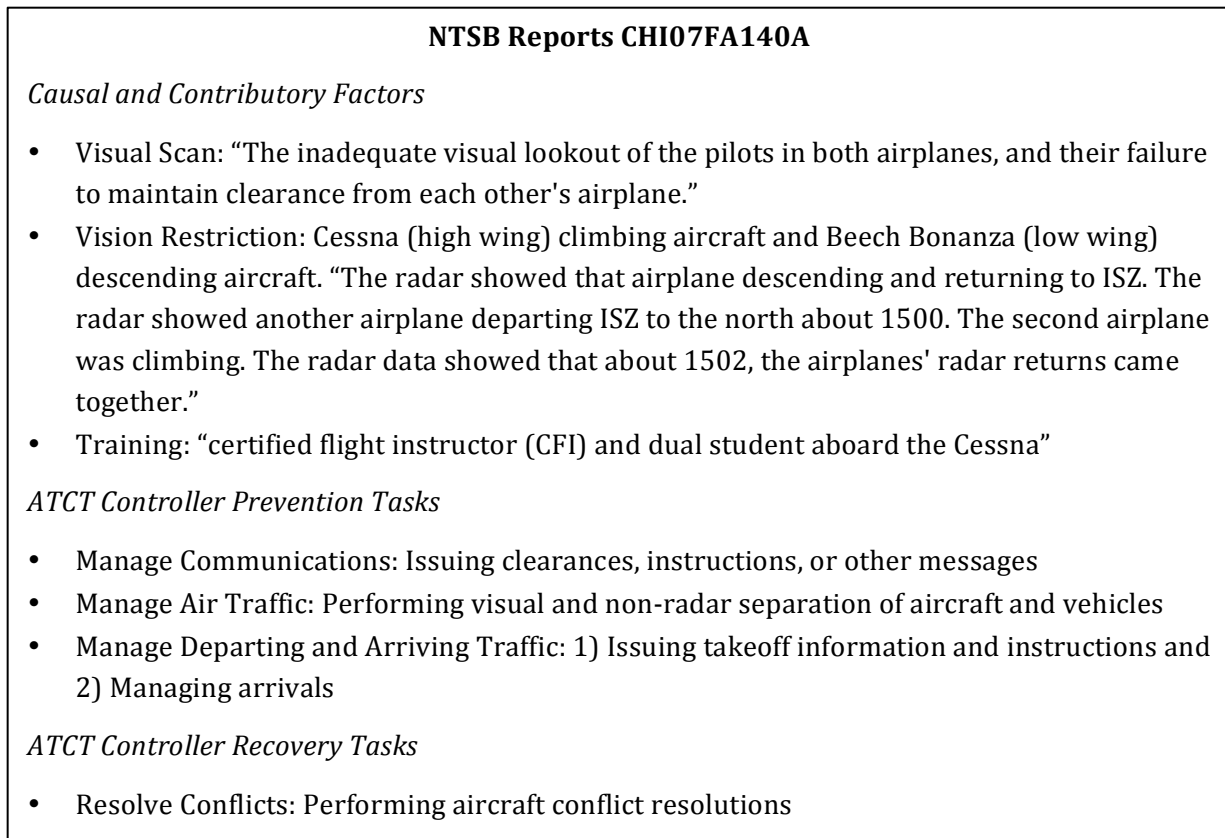 NTSB Reports CHI07FA140A
Causal and Contributory Factors
• Visual Scan: “The inadequate visual lookout of the pilots in both airplanes, and their failure
to maintain clearance from each other's airplane.”
• Vision Restriction: Cessna (high wing) climbing aircraft and Beech Bonanza (low wing)
descending aircraft. “The radar showed that airplane descending and returning to ISZ. The
radar showed another airplane departing ISZ to the north about 1500. The second airplane
was climbing. The radar data showed that about 1502, the airplanes' radar returns came
together.”
• Training: “certified flight instructor (CFI) and dual student aboard the Cessna”
ATCT Controller Prevention Tasks
• Manage Communications: Issuing clearances, instructions, or other messages
• Manage Air Traffic: Performing visual and non-radar separation of aircraft and vehicles
• Manage Departing and Arriving Traffic: 1) Issuing takeoff information and instructions and
2) Managing arrivals
ATCT Controller Recovery Tasks
• Resolve Conflicts: Performing aircraft conflict resolutions